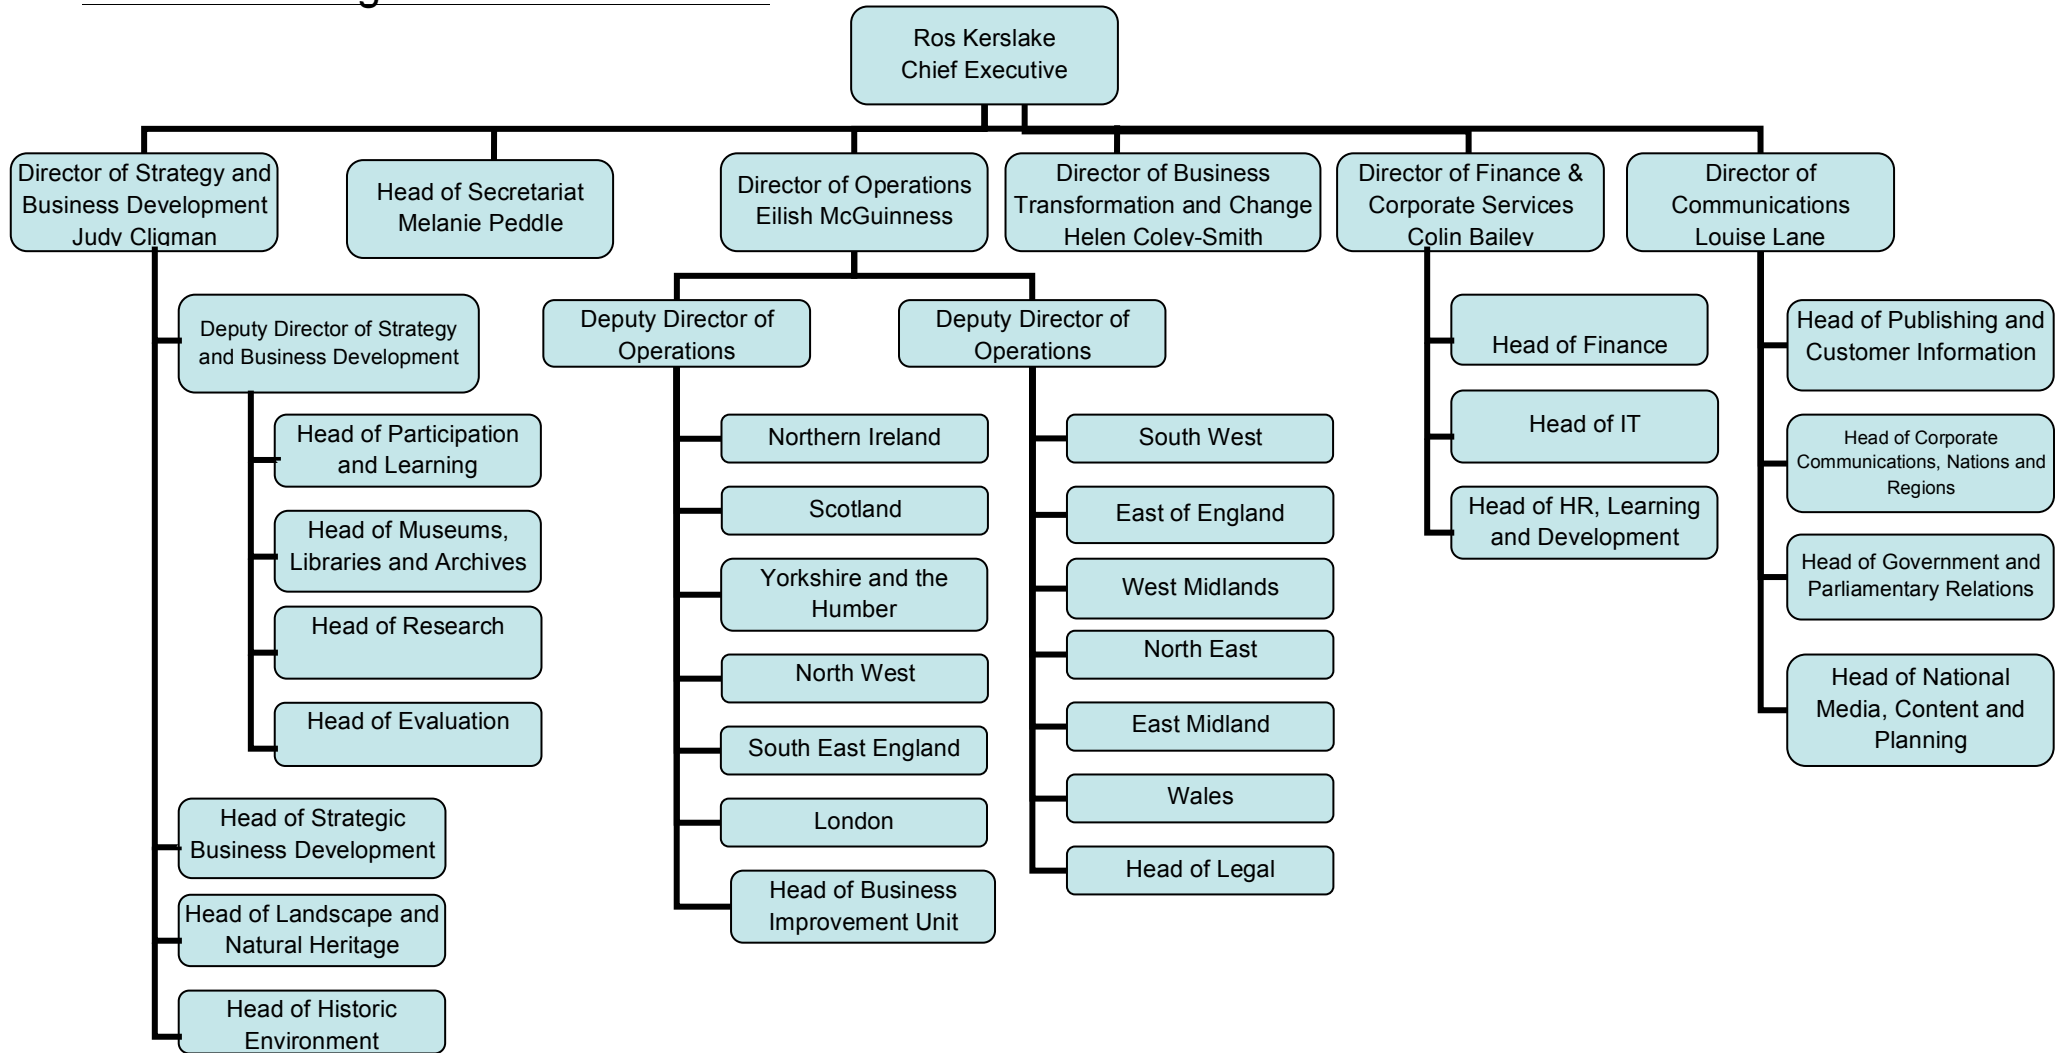 Ros Kerslake
Chief Executive
Director of Strategy and
Business Development
Judy Cligman
Head of Secretariat
Melanie Peddle
Director of Operations
Eilish McGuinness
Director of Business
Transformation and Change
Helen Coley-Smith
Director of Finance &
Corporate Services
Colin Bailey
Director of
Communications
Louise Lane
Deputy Director of Strategy
and Business Development
Head of Participation
and Learning
Head of Museums,
Libraries and Archives
Head of Research
Head of Evaluation
Head of Strategic
Business Development
Head of Landscape and
Natural Heritage
Head of Historic
Environment
Deputy Director of
Operations
Northern Ireland
Scotland
Yorkshire and the
Humber
North West
South East England
London
Head of Business
Improvement Unit
Deputy Director of
Operations
South West
East of England
West Midlands
North East
East Midland
Wales
Head of Legal
Head of Finance
Head of IT
Head of HR, Learning
and Development
Head of Publishing and
Customer Information
Head of Corporate
Communications, Nations and
Regions
Head of Government and
Parliamentary Relations
Head of National
Media, Content and
Planning